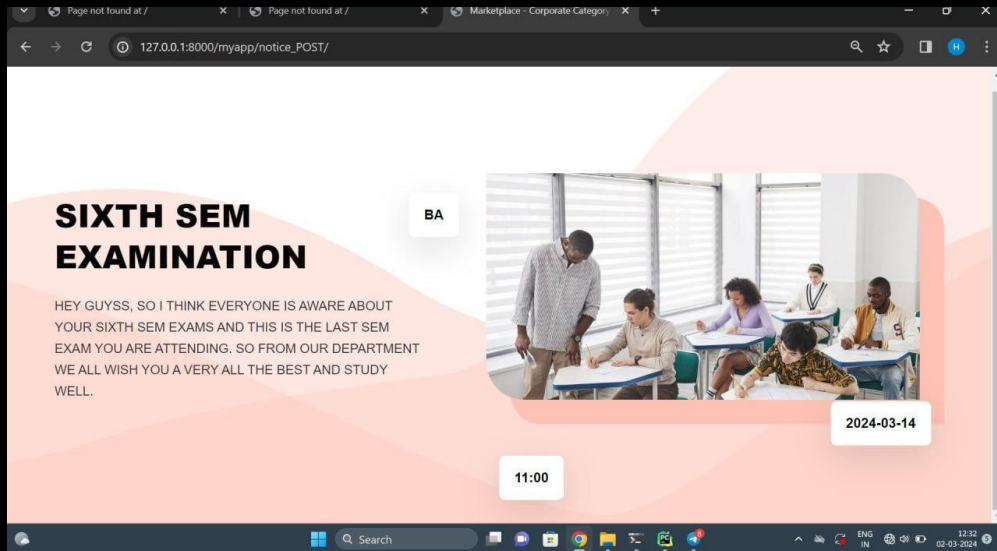 Page not found at /
Page not found at /
Marketplace - Corporate Category
127.0.0.1:8000/myapp/notice_POST/
H
SIXTH SEM
EXAMINATION
BA
HEY GUYSS, SO I THINK EVERYONE IS AWARE ABOUT
YOUR SIXTH SEM EXAMS AND THIS IS THE LAST SEM
EXAM YOU ARE ATTENDING. SO FROM OUR DEPARTMENT
WE ALL WISH YOU A VERY ALL THE BEST AND STUDY
WELL.
2024-03-14
11:00
Search
PC
8
ENG
IN
12:32
02-03-2024
5